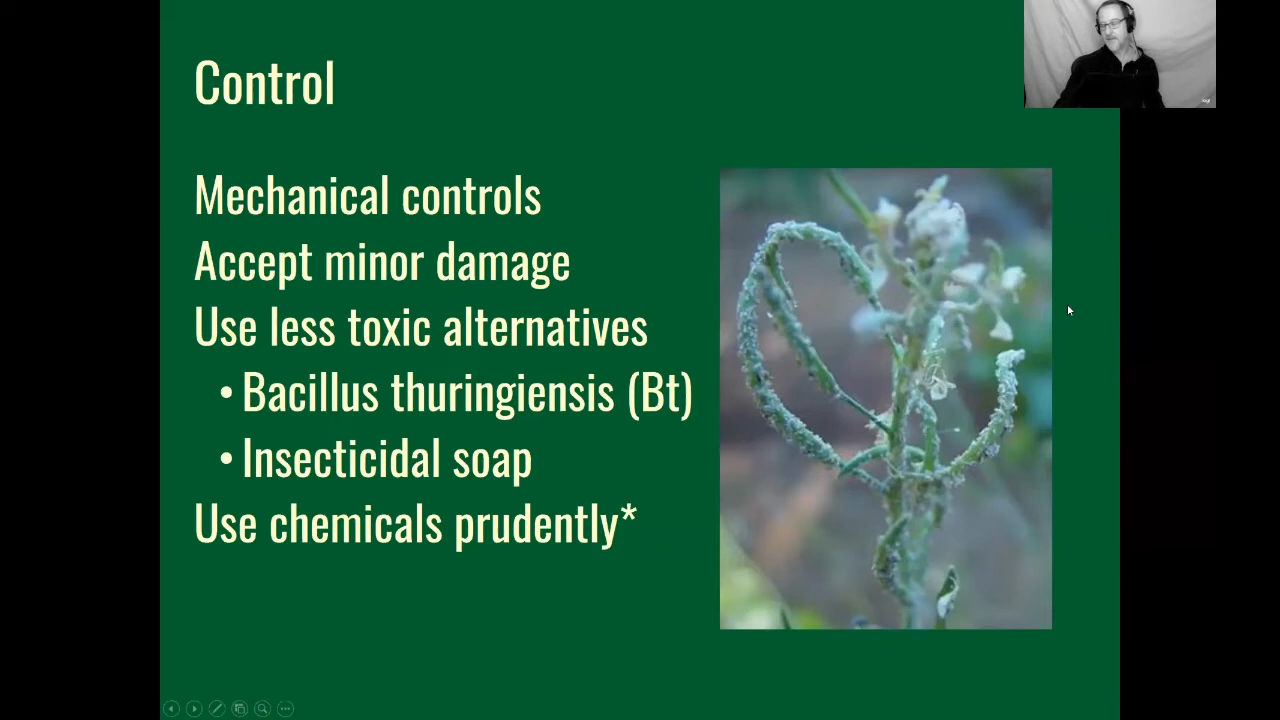 Control
Mechanical controls
Accept minor damage
Use less toxic alternatives
• Bacillus thuringiensis (Bt)
• Insecticidal soap
Use chemicals prudently*